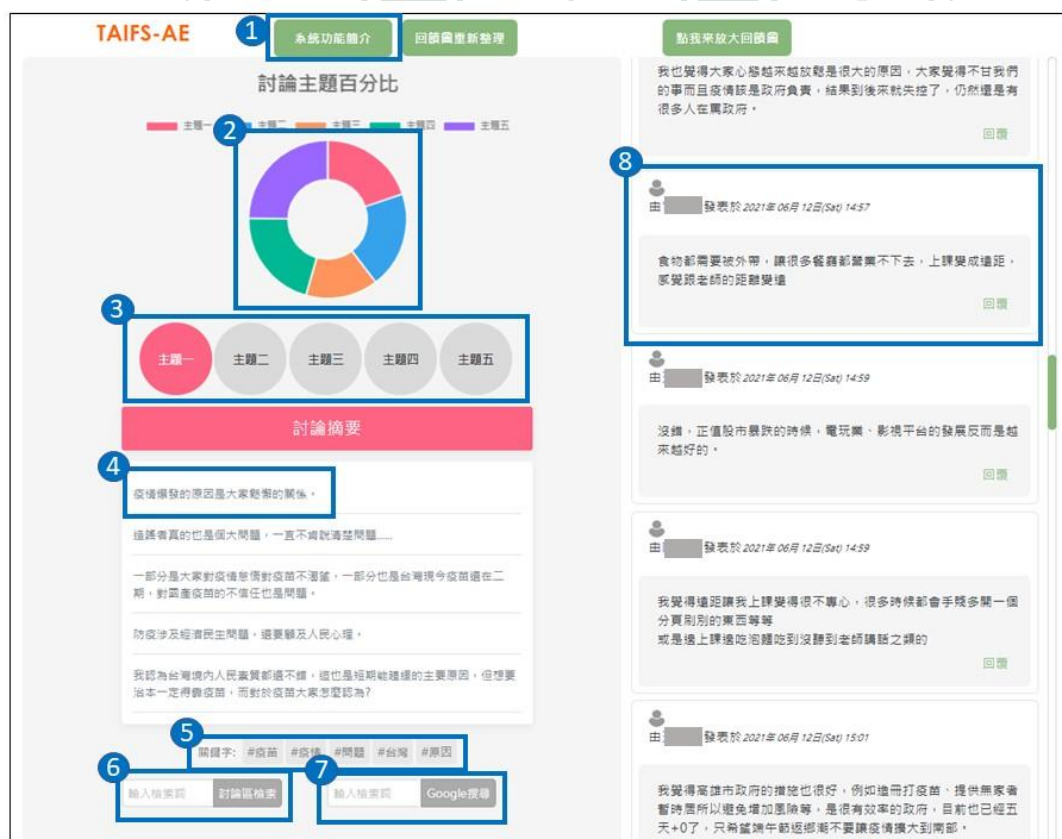 TAIFS-AE
1
系統功能簡介
回饋圖重新整理
點我來放大回饋圖
討論主題百分比
主題一
主題二
主題三
主題四
主題五
2
3
主題一
主題二
主題三
主題四
主題五
討論摘要
4
疫情爆發的原因是大家鬆懈的關係。
造謠者真的也是個大問題，一直不肯說清楚問題......
一部分是大家對疫情怠惰對疫苗不渴望，一部分也是台灣現今疫苗還在二
期，對國產疫苗的不信任也是問題。
防疫涉及經濟民生問題，還要顧及人民心理。
我認為台灣境內人民素質都還不錯，這也是短期能趨緩的主要原因，但想要
治本一定得靠疫苗，而對於疫苗大家怎麼認為?
5
關鍵字: #疫苗 #疫情 #問題 #台灣 #原因
6
輸入檢索詞
討論區檢索
7
輸入檢索詞
Google搜尋
我也覺得大家心態越來越放鬆是很大的原因，大家覺得不甘我們
的事而且疫情該是政府負責，結果到後來就失控了，仍然還是有
很多人在罵政府。
回覆
8
由 發表於 2021年 06月 12日(Sat) 14:57
食物都需要被外帶，讓很多餐廳都營業不下去，上課變成遠距，
感覺跟老師的距離變遠
回覆
由 發表於 2021年 06月 12日(Sat) 14:59
沒錯，正值股市暴跌的時候，電玩業、影視平台的發展反而是越
來越好的。
回覆
由 發表於 2021年 06月 12日(Sat) 14:59
我覺得遠距讓我上課變得很不專心，很多時候都會手賤多開一個
分頁刷別的東西等等
或是邊上課邊吃泡麵吃到沒聽到老師講話之類的
回覆
由 發表於 2021年 06月 12日(Sat) 15:01
我覺得高雄市政府的措施也很好，例如造冊打疫苗、提供無家者
暫時居所以避免增加風險等，是很有效率的政府，目前也已經五
天+0了，只希望端午節返鄉潮不要讓疫情擴大到南部。